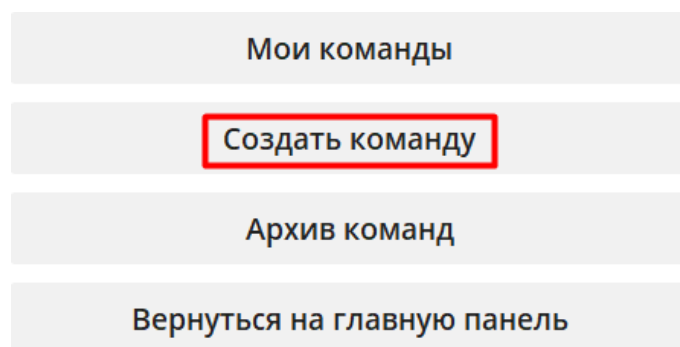 Мои команды
Создать команду
Архив команд
Вернуться на главную панель